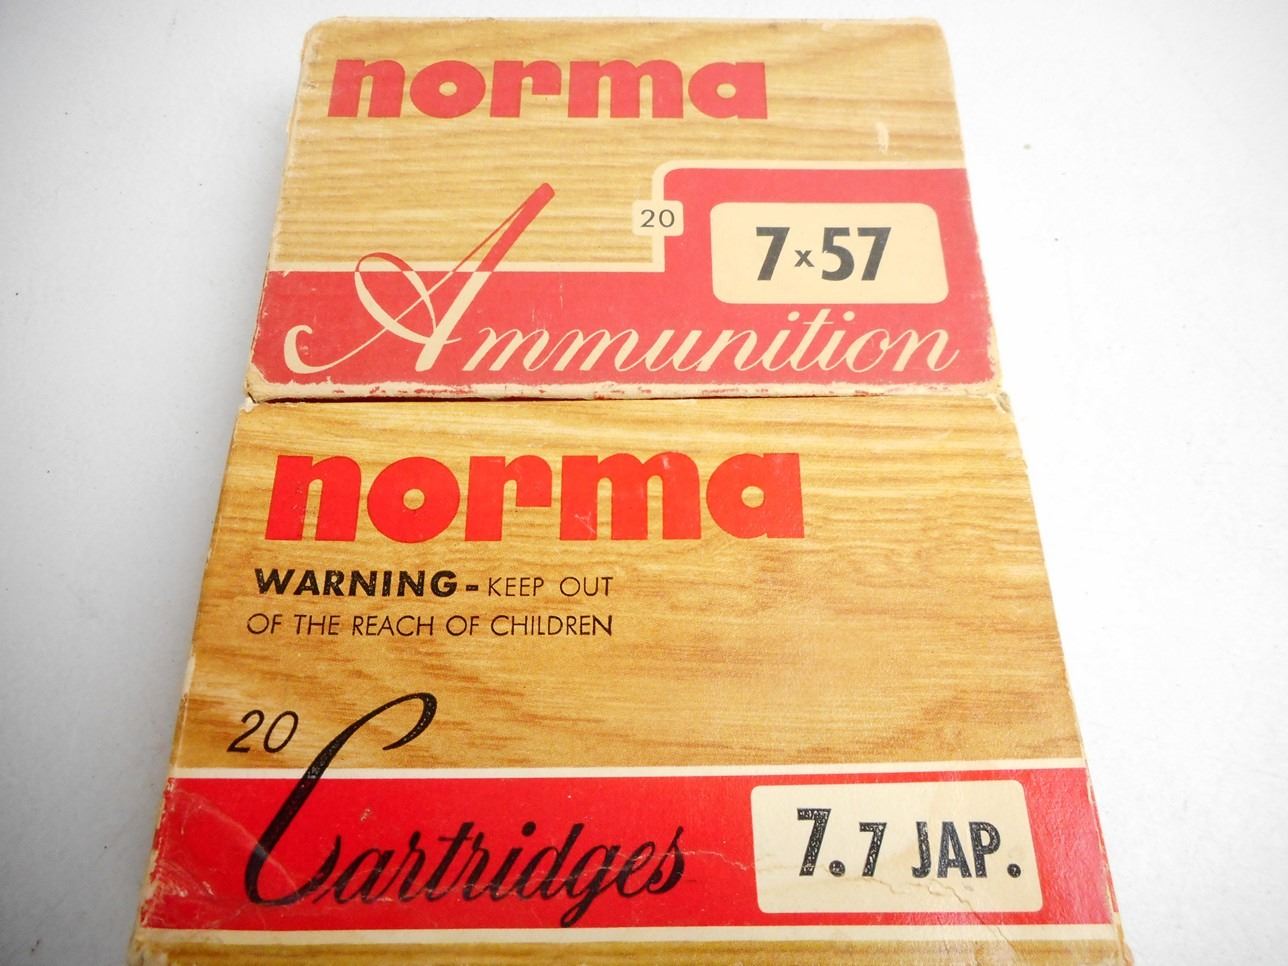 norma
20
7x57
Ammunition
norma
WARNING- KEEP OUT
OF THE REACH OF CHILDREN
20 Cartridges
7.7 JAP.